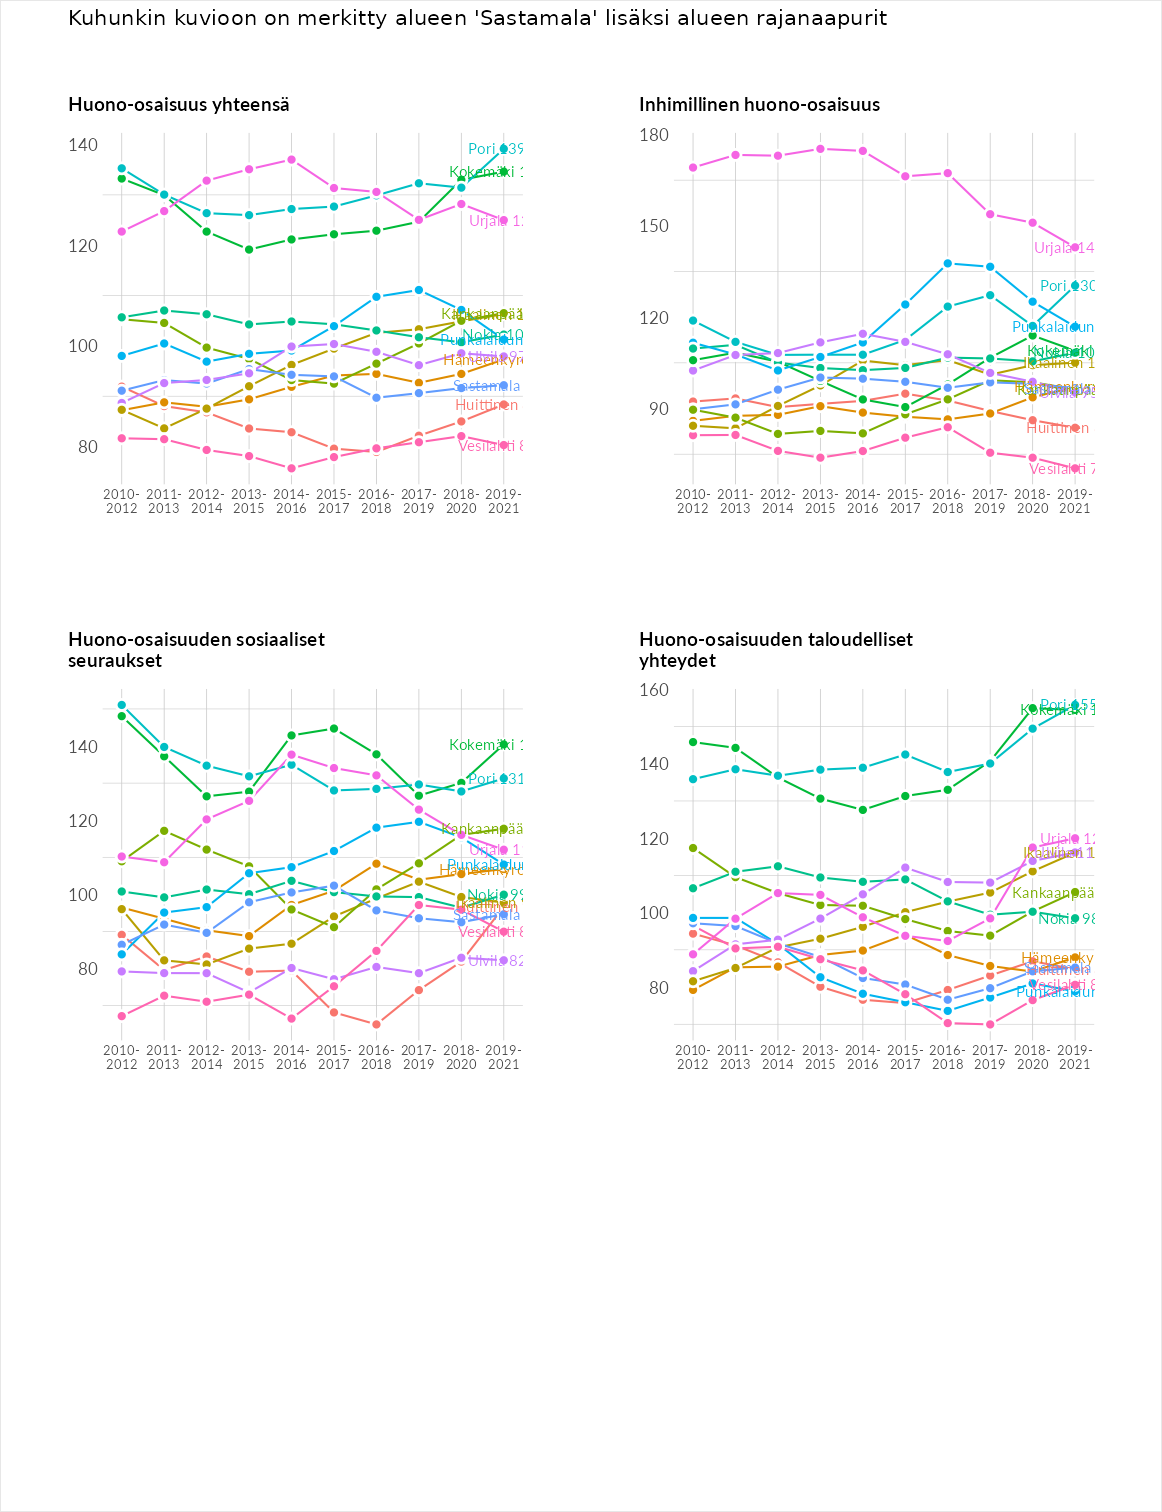 Kuhunkin kuvioon on merkitty alueen 'Sastamala' lisäksi alueen rajanaapurit
Huono-osaisuus yhteensä
140
120
100
80
Pori 139
Kokemäki 1
Urjala 12
Nokia 10
Punkalaidun
Hämeenkyrö
Sastamala
Huittinen
Vesilahti 8
2010-2012
2011-2013
2012-2014
2013-2015
2014-2016
2015-2017
2016-2018
2017-2019
2018-2020
2019-2021
Inhimillinen huono-osaisuus
180
150
120
90
Urjala 14
Pori 130
Punkalaidun
Ikaalinen 1
Huittinen
Vesilahti 7
2010-2012
2011-2013
2012-2014
2013-2015
2014-2016
2015-2017
2016-2018
2017-2019
2018-2020
2019-2021
Huono-osaisuuden sosiaaliset
seuraukset
140
120
100
80
Kokemäki 1
Pori 131
Kankaanpää
Urjala 1
Punkalaidun
Hämeenkyrö
Nokia 99
Sastamala
Vesilahti 8
Ulvila 82
2010-2012
2011-2013
2012-2014
2013-2015
2014-2016
2015-2017
2016-2018
2017-2019
2018-2020
2019-2021
Huono-osaisuuden taloudelliset
yhteydet
160
140
120
100
80
Pori 155
Kokemäki 1
Urjala 12
Ikaalinen 1
Kankaanpää
Nokia 98
Hämeenky
Sastamala
Huittinen
Vesilahti 8
Punkalaidun
2010-2012
2011-2013
2012-2014
2013-2015
2014-2016
2015-2017
2016-2018
2017-2019
2018-2020
2019-2021